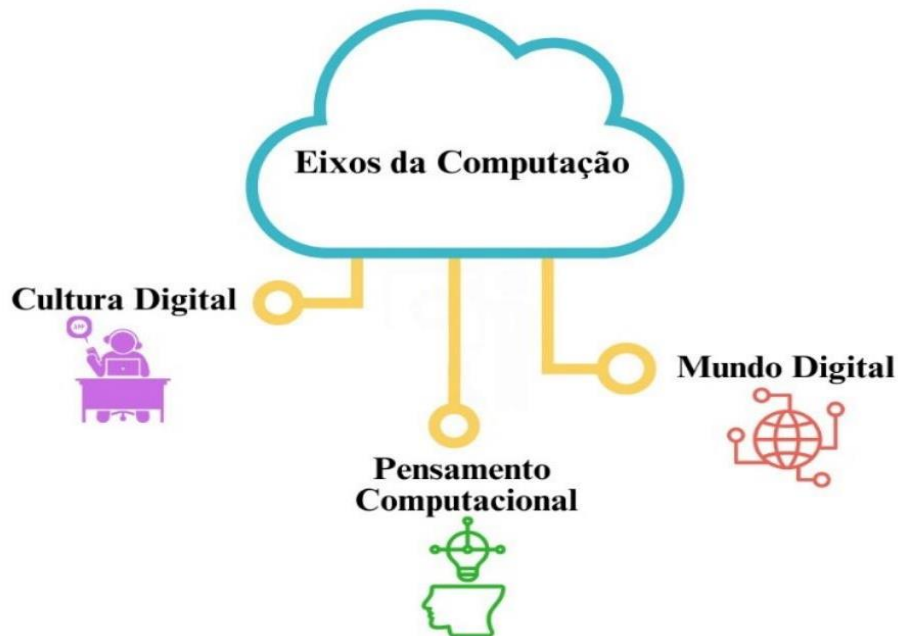 Eixos da Computação
Cultura Digital
Mundo Digital
Pensamento
Computacional